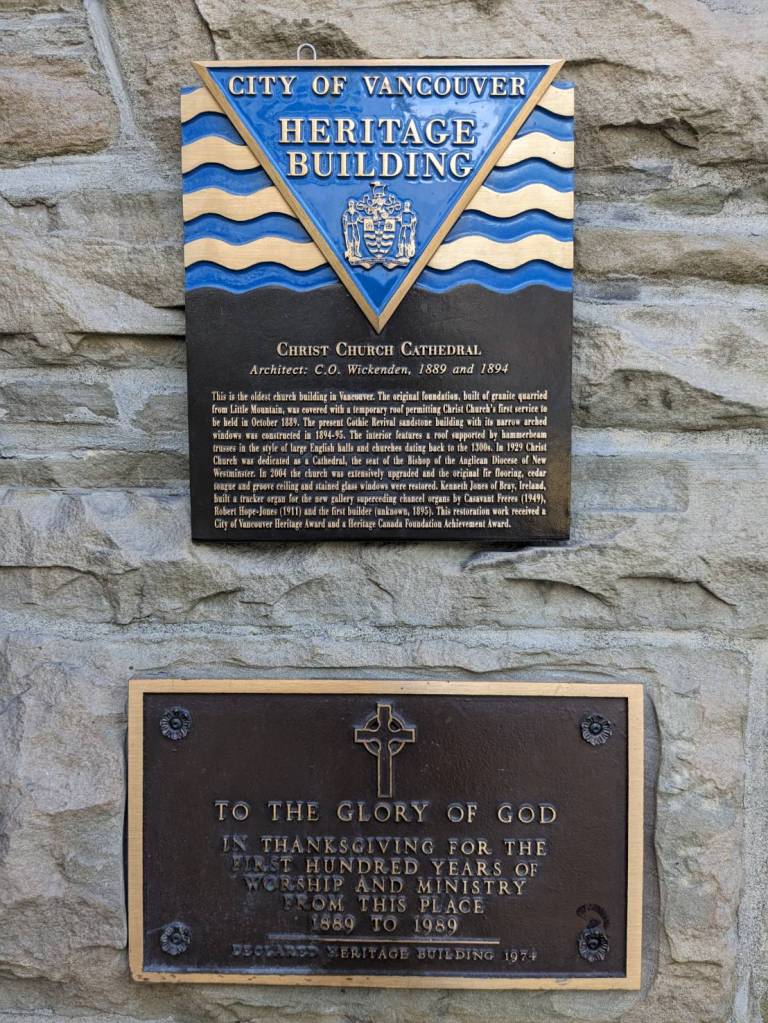 CITY OF VANCOUVER
HERITAGE
BUILDING
CHRIST CHURCH CATHEDRAL
Architect: C.O. Wickenden, 1889 and 1894
This is the oldest church building in Vancouver. The original foundation, built of granite quarried
from Little Mountain, was covered with a temporary roof permitting Christ Church's first service to
be held in October 1889. The present Gothic Revival sandstone building with its narrow arched
windows was constructed in 1894-95. The interior features a roof supported by hammerbeam
trusses in the style of large English halls and churches dating back to the 1300s. In 1929 Christ
Church was dedicated as a Cathedral, the seat of the Bishop of the Anglican Diocese of New
Westminster. In 2004 the church was extensively upgraded and the original fir flooring, cedar
tongue and groove ceiling and stained glass windows were restored. Kenneth Jones of Bray, Ireland,
built a tracker organ for the new gallery superceding chancel organs by Casavant Freres (1949),
Robert Hope-Jones (1911) and the first builder (unknown, 1895). This restoration work received a
City of Vancouver Heritage Award and a Heritage Canada Foundation Achievement Award.
TO THE GLORY OF GOD
IN THANKSGIVING FOR THE
FIRST HUNDRED YEARS OF
WORSHIP AND MINISTRY
FROM THIS PLACE
1889 TO 1989
DECLARED HERITAGE BUILDING 1974